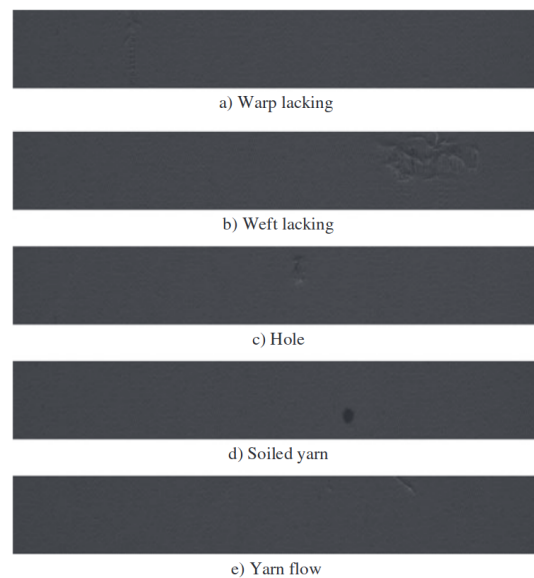 a) Warp lacking
b) Weft lacking
c) Hole
d) Soiled yarn
e) Yarn flow